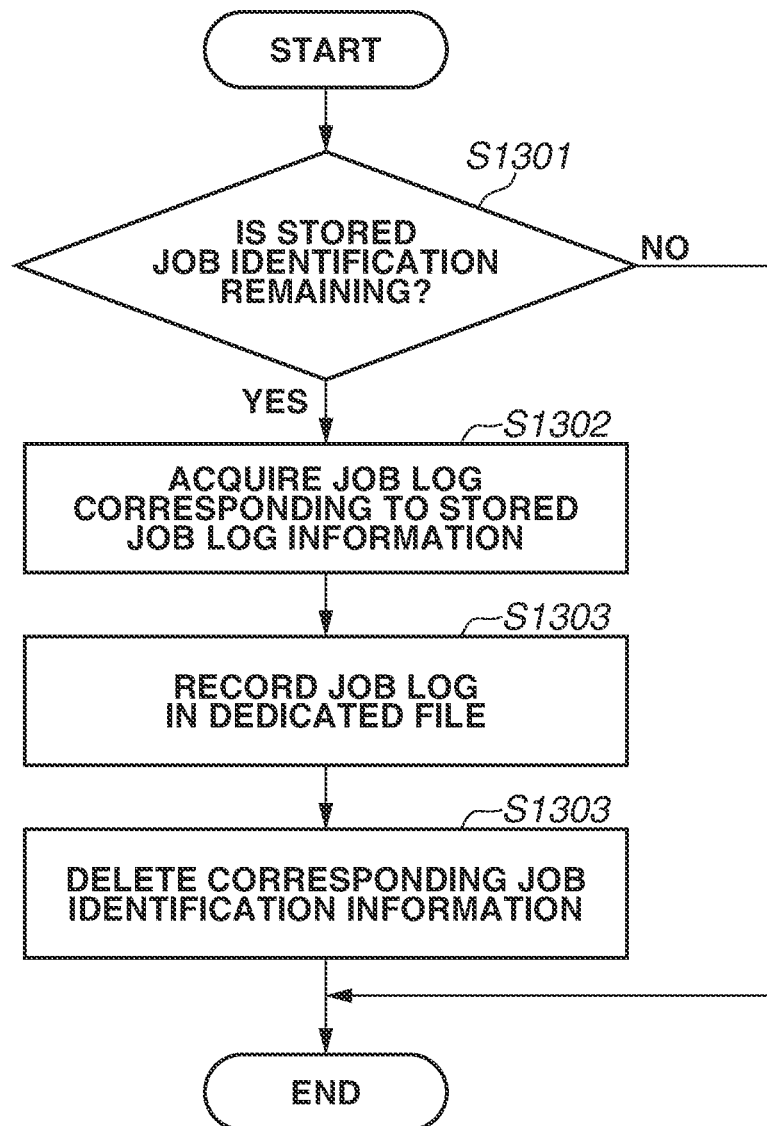 START
S1301
IS STORED
JOB IDENTIFICATION
REMAINING?
NO
YES
S1302
ACQUIRE JOB LOG
CORRESPONDING TO STORED
JOB LOG INFORMATION
S1303
RECORD JOB LOG
IN DEDICATED FILE
S1303
DELETE CORRESPONDING JOB
IDENTIFICATION INFORMATION
END